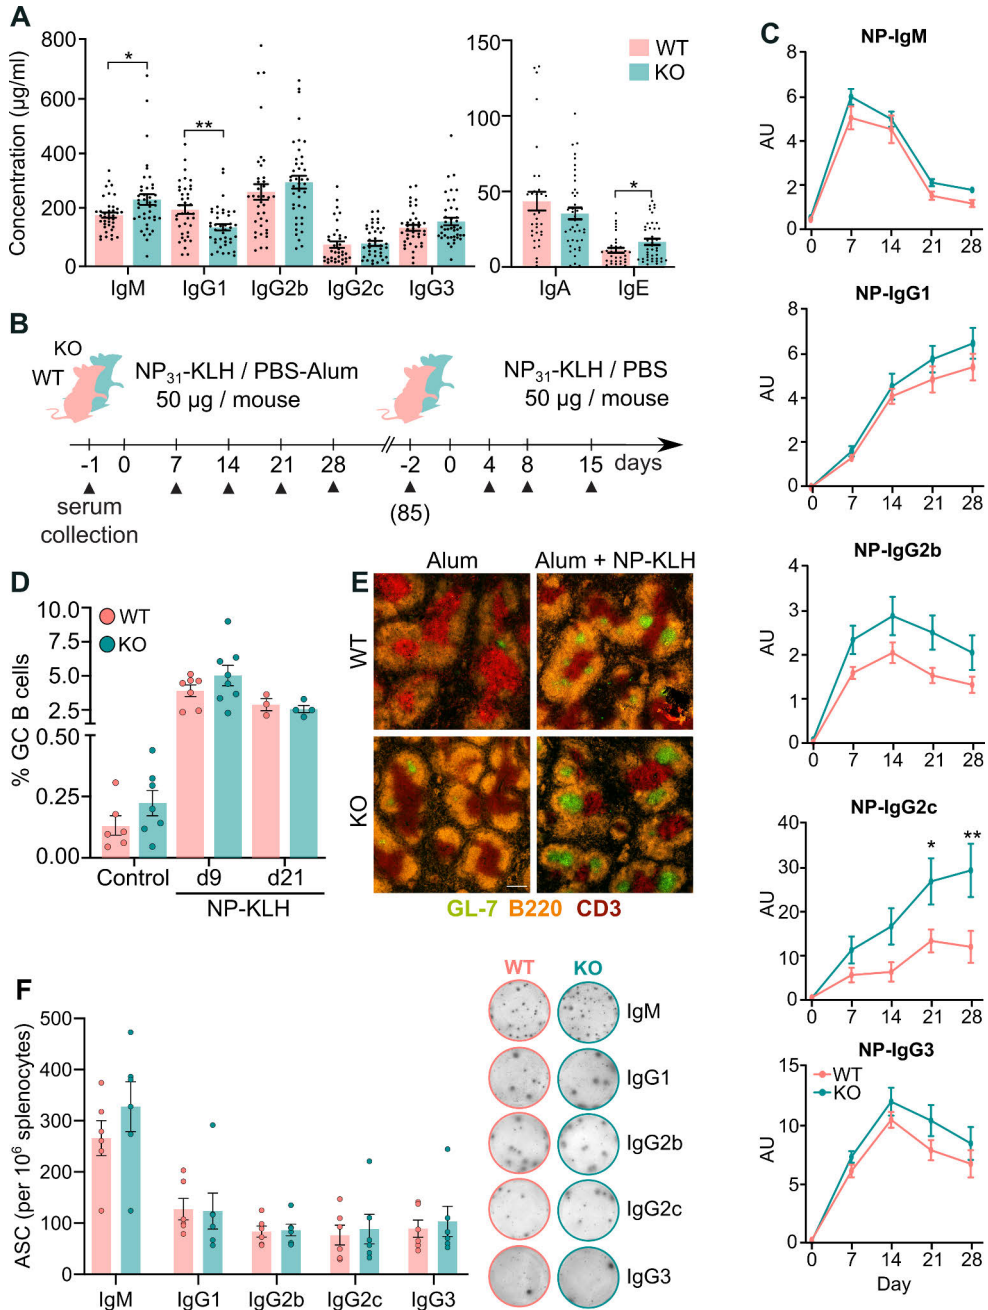 A
800
600
400
200
0
Concentration (µg/ml)
*
**
IgM
IgG1
IgG2b
IgG2c
IgG3
150
100
50
0
WT
KO
*
IgA
IgE
B
KO
WT
NP31-KLH / PBS-Alum
50 µg / mouse
NP31-KLH / PBS
50 µg / mouse
-1 0 7 14 21 28 -2 0 4 8 15 days
serum
collection
(85)
C
NP-IgM
8
6
4
2
0
AU
0 7 14 21 28
NP-IgG1
8
6
4
2
0
AU
0 7 14 21 28
NP-IgG2b
4
3
2
1
0
AU
0 7 14 21 28
NP-IgG2c
40
30
20
10
0
AU
* **
0 7 14 21 28
NP-IgG3
15
10
5
0
AU
WT
KO
0 7 14 21 28
Day
D
WT
KO
10.0
7.5
5.0
2.5
0.50
0.25
0.00
% GC B cells
Control d9 d21
NP-KLH
E
Alum Alum + NP-KLH
WT
KO
GL-7 B220 CD3
F
500
400
300
200
100
0
ASC (per 10⁶ splenocytes)
IgM IgG1 IgG2b IgG2c IgG3
WT KO
IgM
IgG1
IgG2b
IgG2c
IgG3